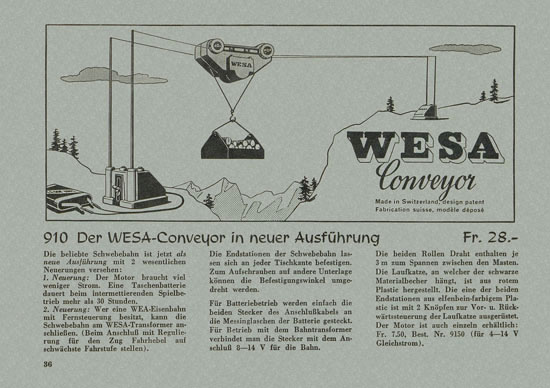 WESA
WESA
Conveyor
Made in Switzerland, design patent
Fabrication suisse, modèle déposé
910 Der WESA-Conveyor in neuer Ausführung Fr. 28.-
Die beliebte Schwebebahn ist jetzt als
neue Ausführung mit 2 wesentlichen
Neuerungen versehen:
1. Neuerung: Der Motor braucht viel
weniger Strom. Eine Taschenbatterie
dauert beim intermettierenden Spielbe-
trieb mehr als 30 Stunden.
2. Neuerung: Wer eine WEA-Eisenbahn
mit Fernsteuerung besitzt, kann die
Schwebebahn am WESA-Transformer an-
schließen. (Beim Anschluß mit Regulie-
rung für den Zug Fahrhebel auf
schwächste Fahrstufe stellen).
Die Endstationen der Schwebebahn las-
sen sich an jeder Tischkante befestigen.
Zum Aufschrauben auf andere Unterlage
können die Befestigungswinkel umge-
dreht werden.
Für Batteriebetrieb werden einfach die
beiden Stecker des Anschlußkabels an
die Messinglaschen der Batterie gesteckt.
Für Betrieb mit dem Bahntransformer
verbindet man die Stecker mit dem An-
schluß 8—14 V für die Bahn.
Die beiden Rollen Draht enthalten je
3 m zum Spannen zwischen den Masten.
Die Laufkatze, an welcher der schwarze
Materialbecher hängt, ist aus rotem
Plastic hergestellt. Die eine der beiden
Endstationen aus elfenbein-farbigem Pla-
stic ist mit 2 Knöpfen zur Vor- u. Rück-
wärtssteuerung der Laufkatze ausgerüstet.
Der Motor ist auch einzeln erhältlich:
Fr. 7.50, Best. Nr. 9150 (für 4—14 V
Gleichstrom).
36